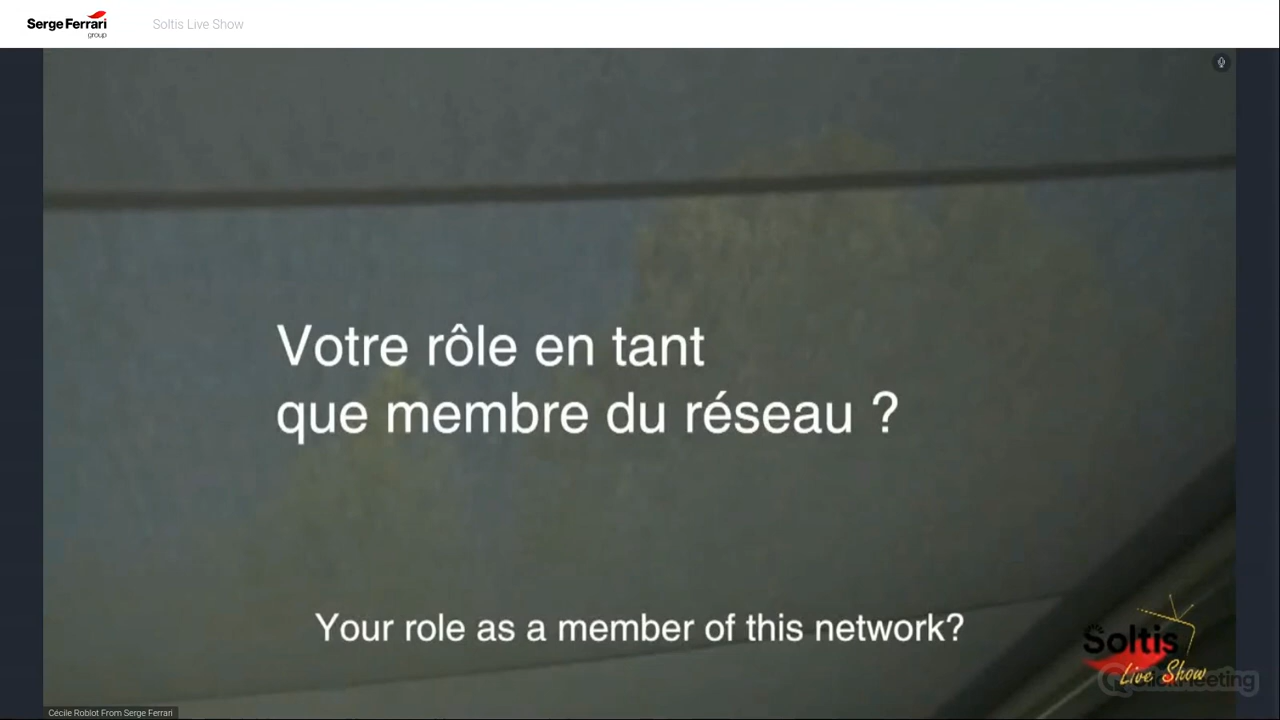 Serge Ferrari
group
Soltis Live Show
Votre rôle en tant
que membre du réseau ?
Your role as a member of this network?
Soltis
Live Show
ClickMeeting
Cécile Roblot From Serge Ferrari